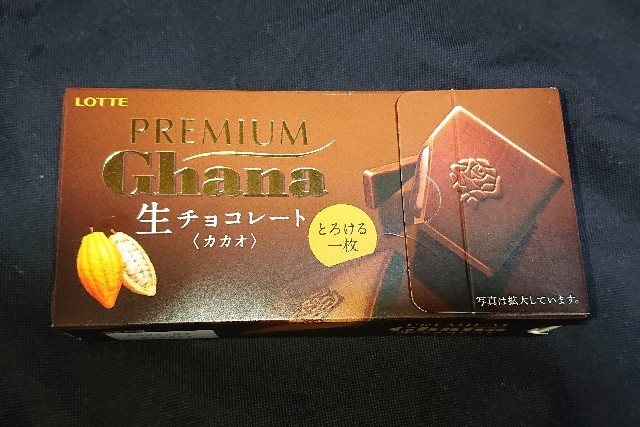 LOTTE
PREMIUM
Ghana
生チョコレート
〈カカオ〉
とろける
一枚
写真は拡大しています。